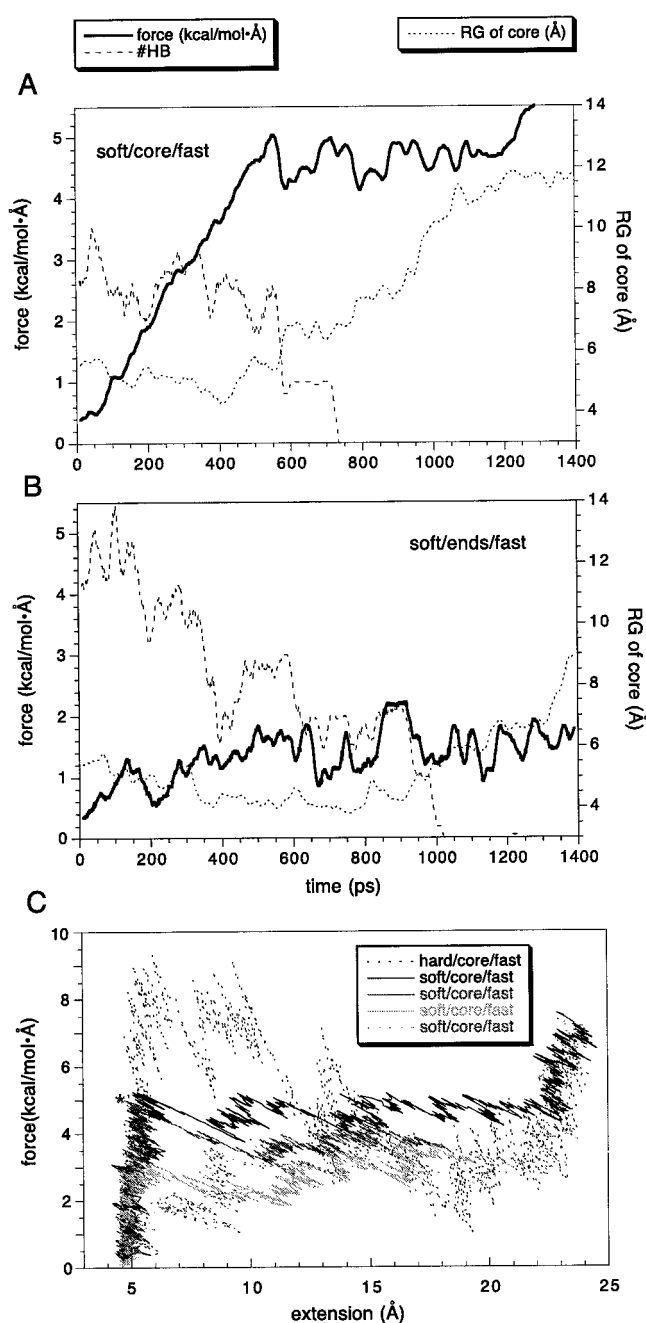 force (kcal/mol•Å)
#HB
RG of core (Å)
A
soft/core/fast
force (kcal/mol•Å)
RG of core (Å)
5
4
3
2
1
0
14
12
10
8
6
4
0 200 400 600 800 1000 1200 1400
B
soft/ends/fast
force (kcal/mol•Å)
RG of core (Å)
5
4
3
2
1
0
14
12
10
8
6
4
0 200 400 600 800 1000 1200 1400
time (ps)
C
hard/core/fast
soft/core/fast
soft/core/fast
soft/core/fast
soft/core/fast
force(kcal/mol•Å)
10
8
6
4
2
0
*
5 10 15 20 25
extension (Å)